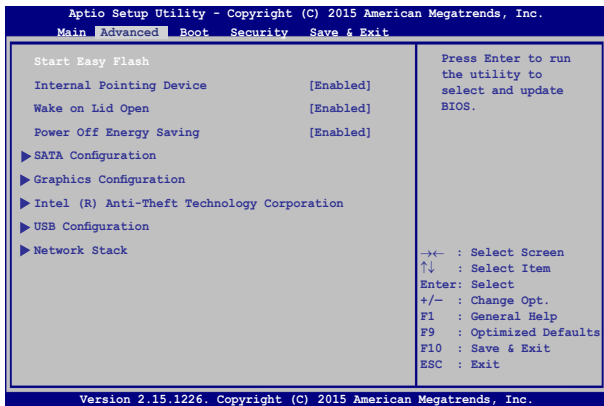 Aptio Setup Utility - Copyright (C) 2015 American Megatrends, Inc.
Main Advanced Boot Security Save & Exit
Start Easy Flash
Internal Pointing Device [Enabled]
Wake on Lid Open [Enabled]
Power Off Energy Saving [Enabled]
SATA Configuration
Graphics Configuration
Intel (R) Anti-Theft Technology Corporation
USB Configuration
Network Stack
Press Enter to run
the utility to
select and update
BIOS.
→← : Select Screen
↑↓ : Select Item
Enter: Select
+/— : Change Opt.
F1 : General Help
F9 : Optimized Defaults
F10 : Save & Exit
ESC : Exit
Version 2.15.1226. Copyright (C) 2015 American Megatrends, Inc.